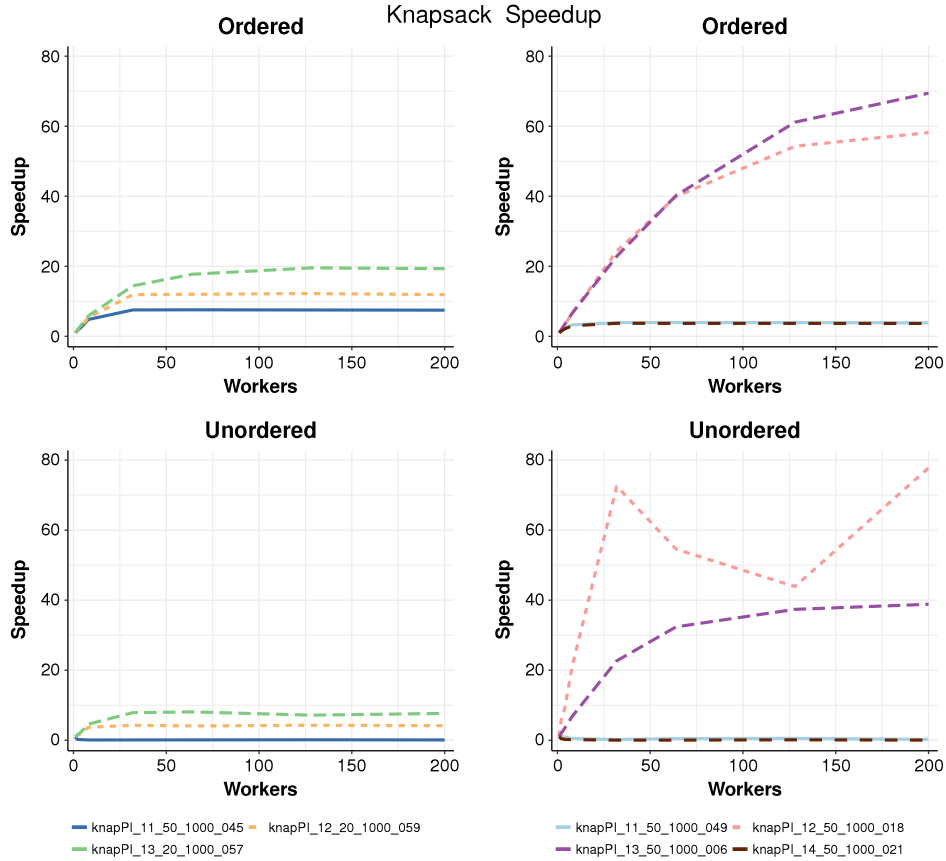 Knapsack Speedup
Ordered
80
60
40
20
0
Speedup
0 50 100 150 200
Workers
Ordered
80
60
40
20
0
Speedup
0 50 100 150 200
Workers
Unordered
80
60
40
20
0
Speedup
0 50 100 150 200
Workers
Unordered
80
60
40
20
0
Speedup
0 50 100 150 200
Workers
knapPI_11_50_1000_045 knapPI_12_20_1000_059
knapPI_13_20_1000_057
knapPI_11_50_1000_049 knapPI_12_50_1000_018
knapPI_13_50_1000_006 knapPI_14_50_1000_021